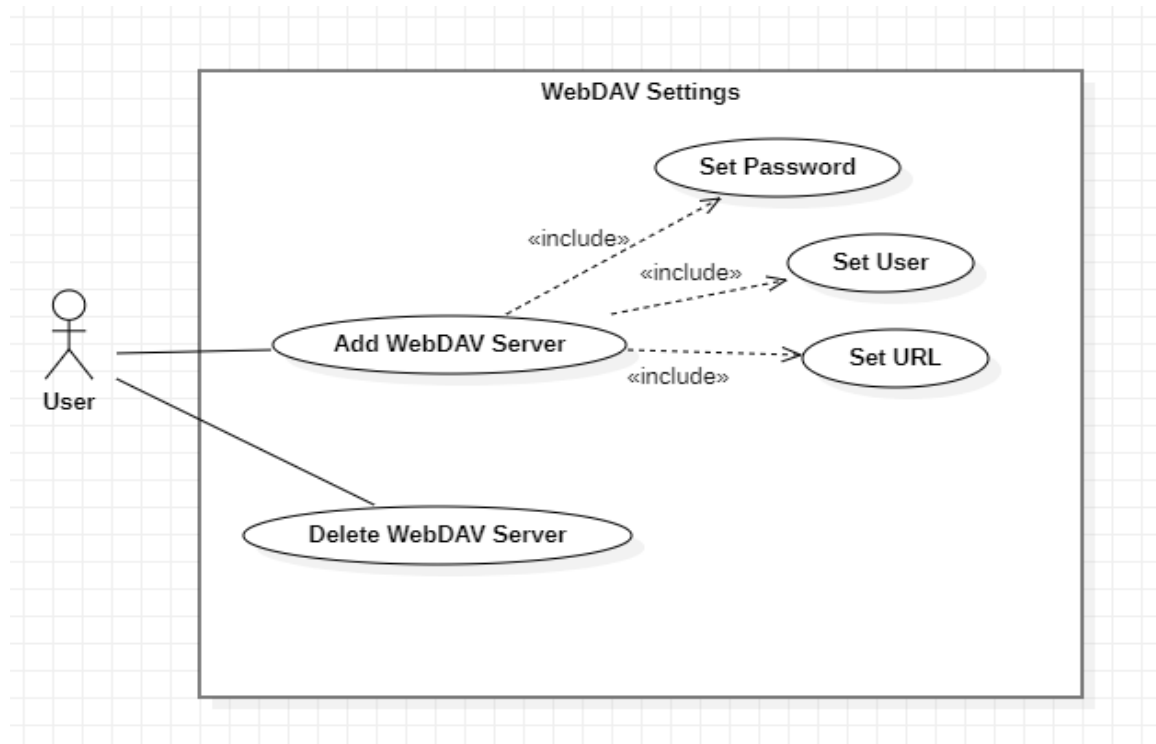 WebDAV Settings
Set Password
«include»
Set User
«include»
Add WebDAV Server
Set URL
«include»
User
Delete WebDAV Server